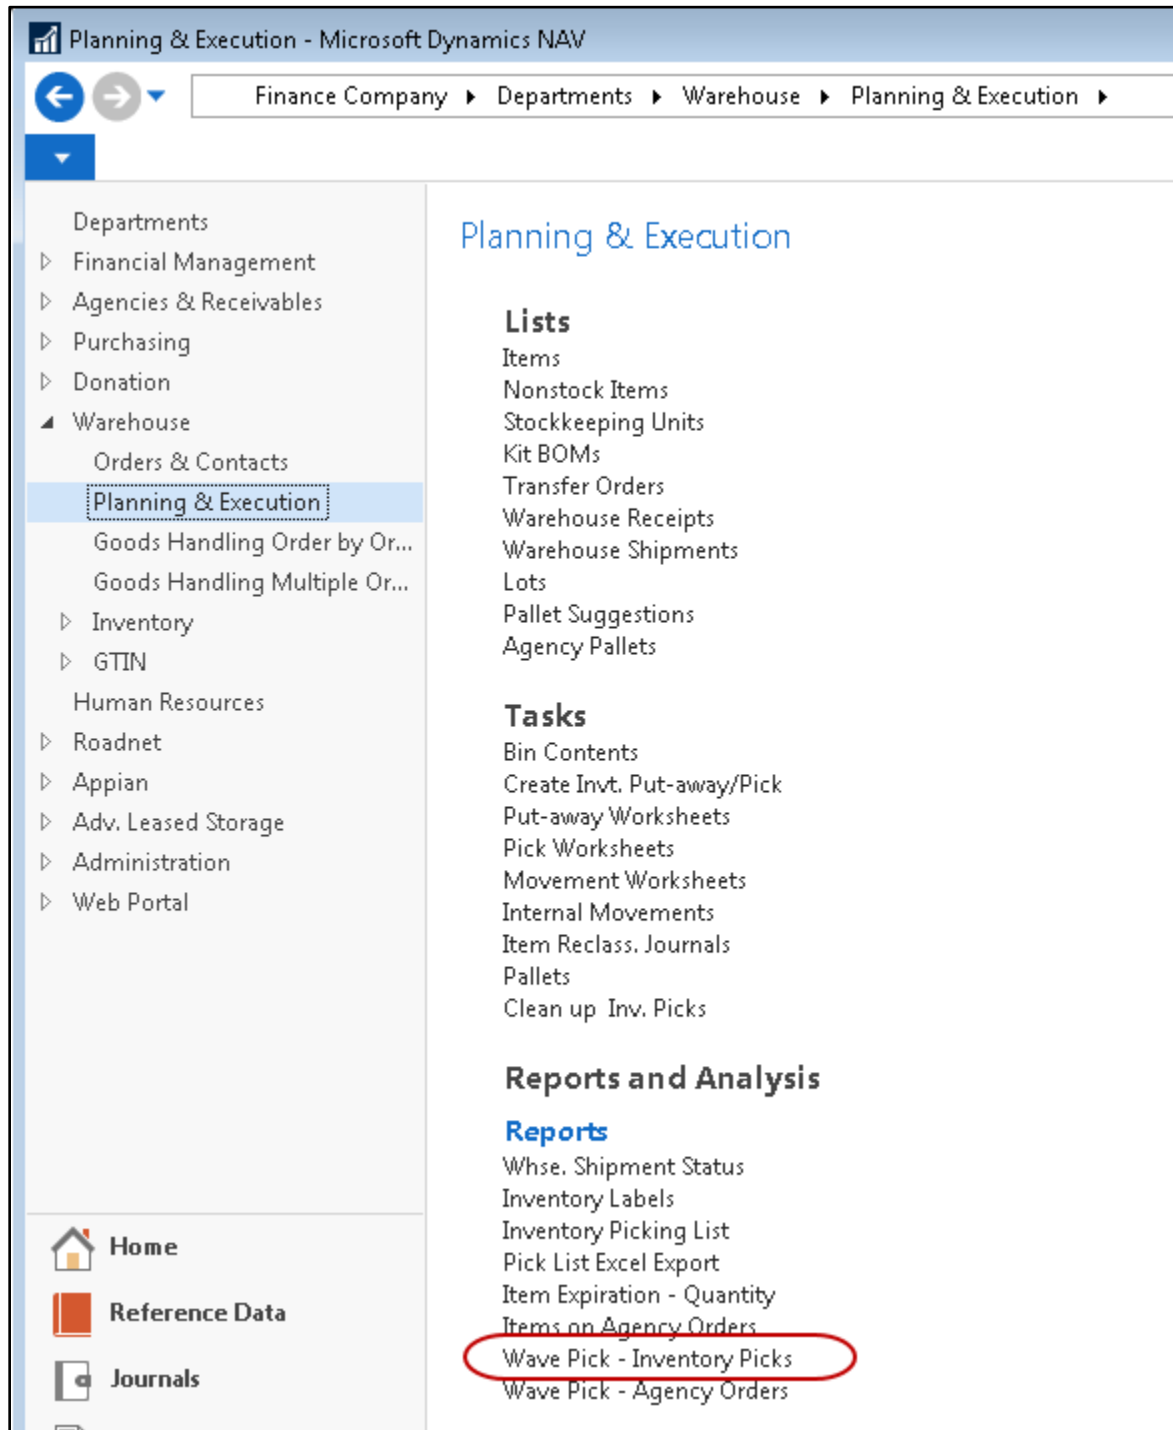 Planning & Execution - Microsoft Dynamics NAV
Finance Company ▸ Departments ▸ Warehouse ▸ Planning & Execution ▸
Departments
Financial Management
Agencies & Receivables
Purchasing
Donation
Warehouse
Orders & Contacts
Planning & Execution
Goods Handling Order by Or...
Goods Handling Multiple Or...
Inventory
GTIN
Human Resources
Roadnet
Appian
Adv. Leased Storage
Administration
Web Portal
Home
Reference Data
Journals
Planning & Execution
Lists
Items
Nonstock Items
Stockkeeping Units
Kit BOMs
Transfer Orders
Warehouse Receipts
Warehouse Shipments
Lots
Pallet Suggestions
Agency Pallets
Tasks
Bin Contents
Create Invt. Put-away/Pick
Put-away Worksheets
Pick Worksheets
Movement Worksheets
Internal Movements
Item Reclass. Journals
Pallets
Clean up  Inv. Picks
Reports and Analysis
Reports
Whse. Shipment Status
Inventory Labels
Inventory Picking List
Pick List Excel Export
Item Expiration - Quantity
Items on Agency Orders
Wave Pick - Inventory Picks
Wave Pick - Agency Orders